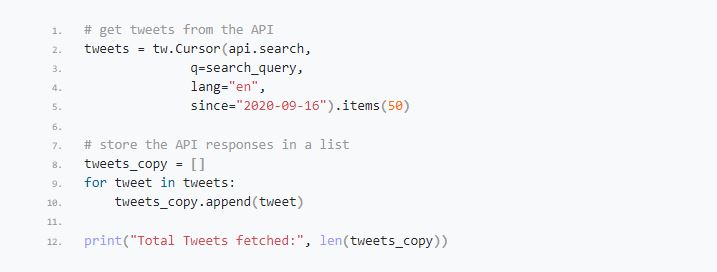 1. # get tweets from the API
2. tweets = tw.Cursor(api.search,
3.               q=search_query,
4.               lang="en",
5.               since="2020-09-16").items(50)
6.
7. # store the API responses in a list
8. tweets_copy = []
9. for tweet in tweets:
10.     tweets_copy.append(tweet)
11.
12. print("Total Tweets fetched:", len(tweets_copy))